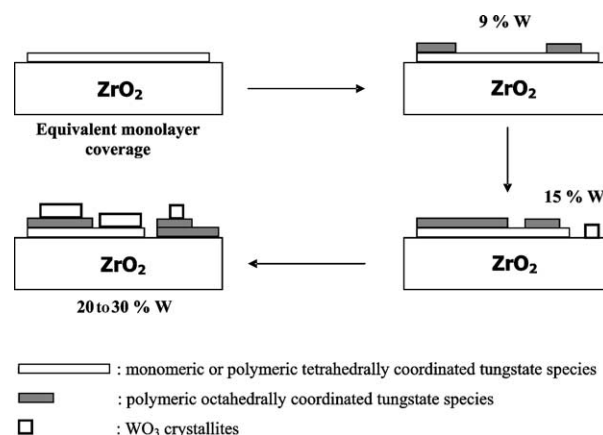 9 % W
ZrO₂
ZrO₂
Equivalent monolayer
coverage
15 % W
ZrO₂
ZrO₂
20 to 30 % W
: monomeric or polymeric tetrahedrally coordinated tungstate species
: polymeric octahedrally coordinated tungstate species
: WO₃ crystallites